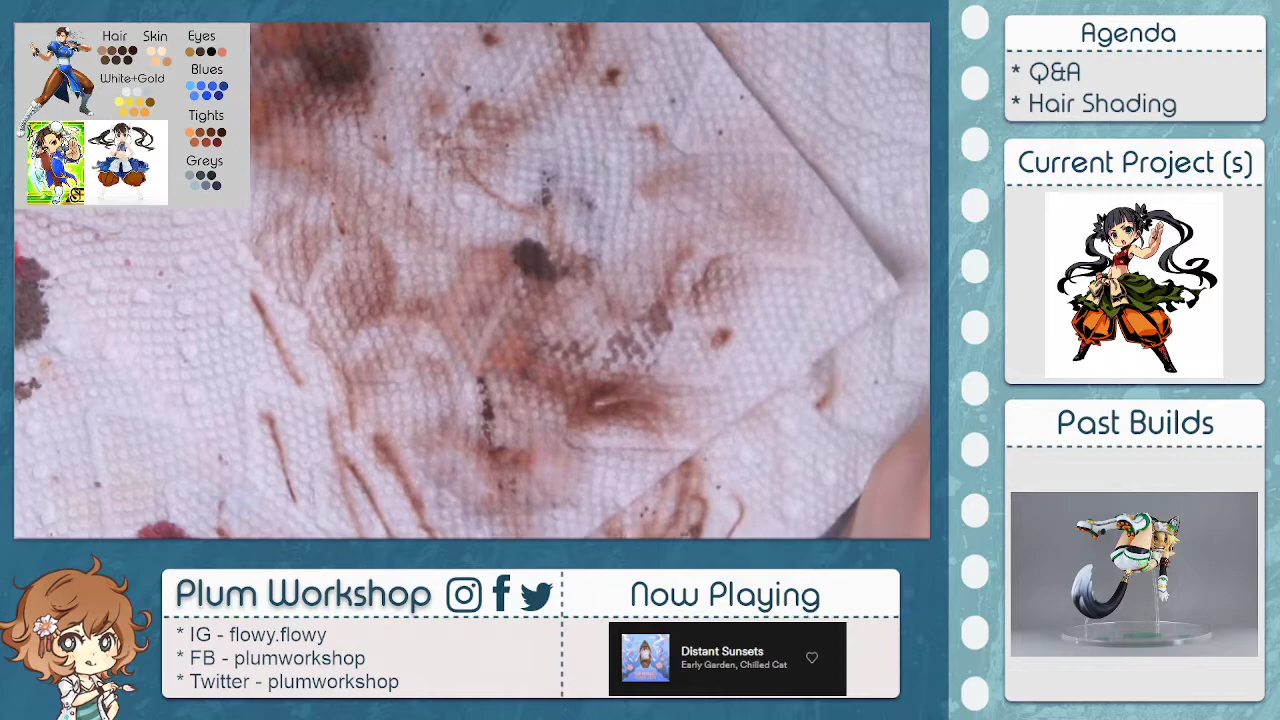 Hair Skin Eyes
White+Gold
Blues
Tights
Greys
Agenda
* Q&A
* Hair Shading
Current Project (s)
Past Builds
Plum Workshop
* IG - flowy.flowy
* FB - plumworkshop
* Twitter - plumworkshop
Now Playing
Distant Sunsets
Early Garden, Chilled Cat